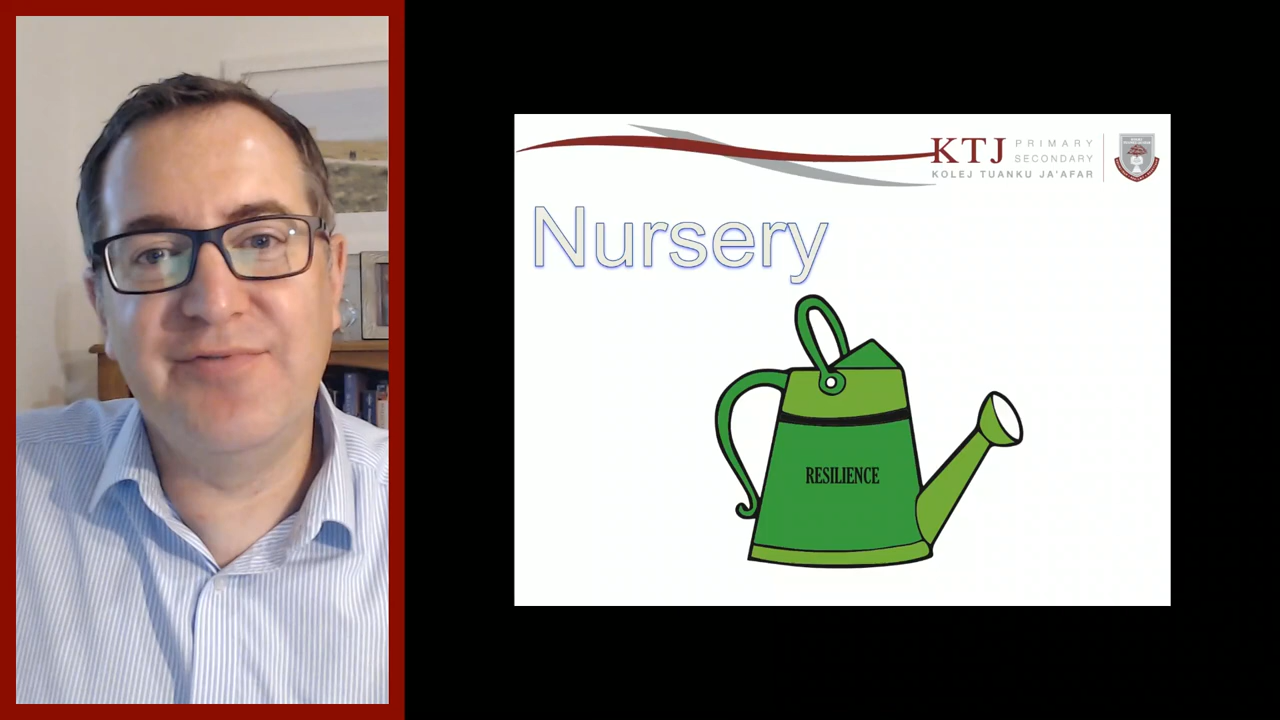 KTJ PRIMARY
SECONDARY
KOLEJ TUANKU JA'AFAR
Nursery
RESILIENCE